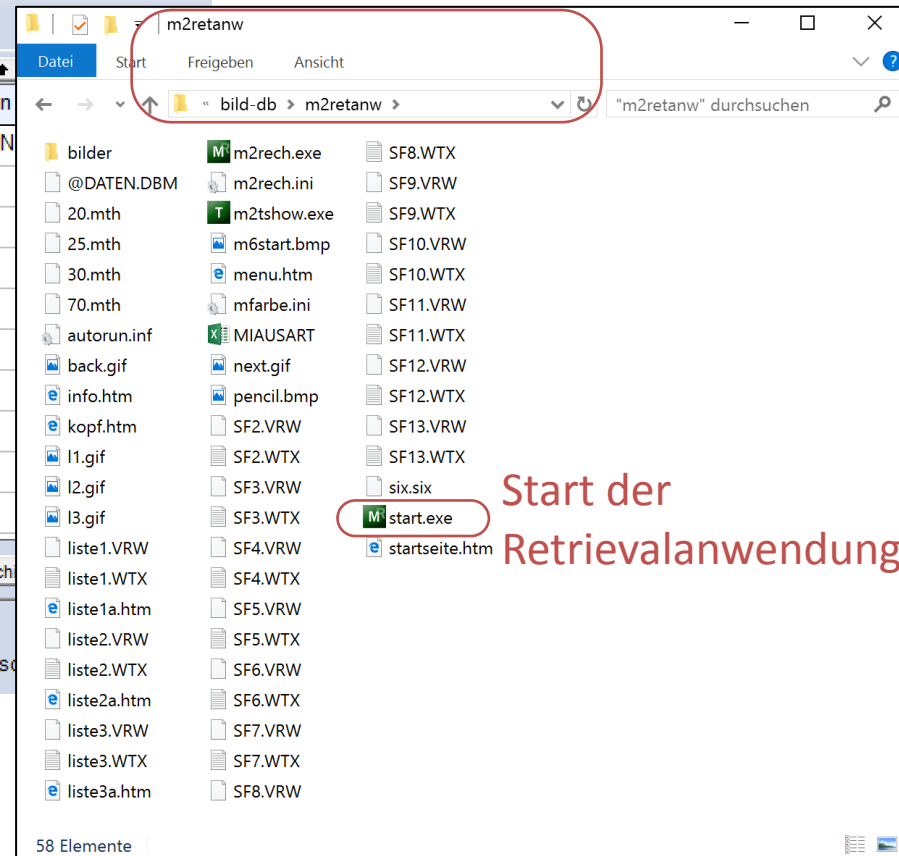 m2retanw
Datei Start Freigeben Ansicht
« bild-db > m2retanw > "m2retanw" durchsuchen
bilder
@DATEN.DBM
20.mth
25.mth
30.mth
70.mth
autorun.inf
back.gif
info.htm
kopf.htm
l1.gif
l2.gif
l3.gif
liste1.VRW
liste1.WTX
liste1a.htm
liste2.VRW
liste2.WTX
liste2a.htm
liste3.VRW
liste3.WTX
liste3a.htm
m2rech.exe
m2rech.ini
m2tshow.exe
m6start.bmp
menu.htm
mfarbe.ini
MIAUSART
next.gif
pencil.bmp
SF2.VRW
SF2.WTX
SF3.VRW
SF3.WTX
SF4.VRW
SF4.WTX
SF5.VRW
SF5.WTX
SF6.VRW
SF6.WTX
SF7.VRW
SF7.WTX
SF8.VRW
SF8.WTX
SF9.VRW
SF9.WTX
SF10.VRW
SF10.WTX
SF11.VRW
SF11.WTX
SF12.VRW
SF12.WTX
SF13.VRW
SF13.WTX
six.six
start.exe
startseite.htm
Start der
Retrievalanwendung
58 Elemente